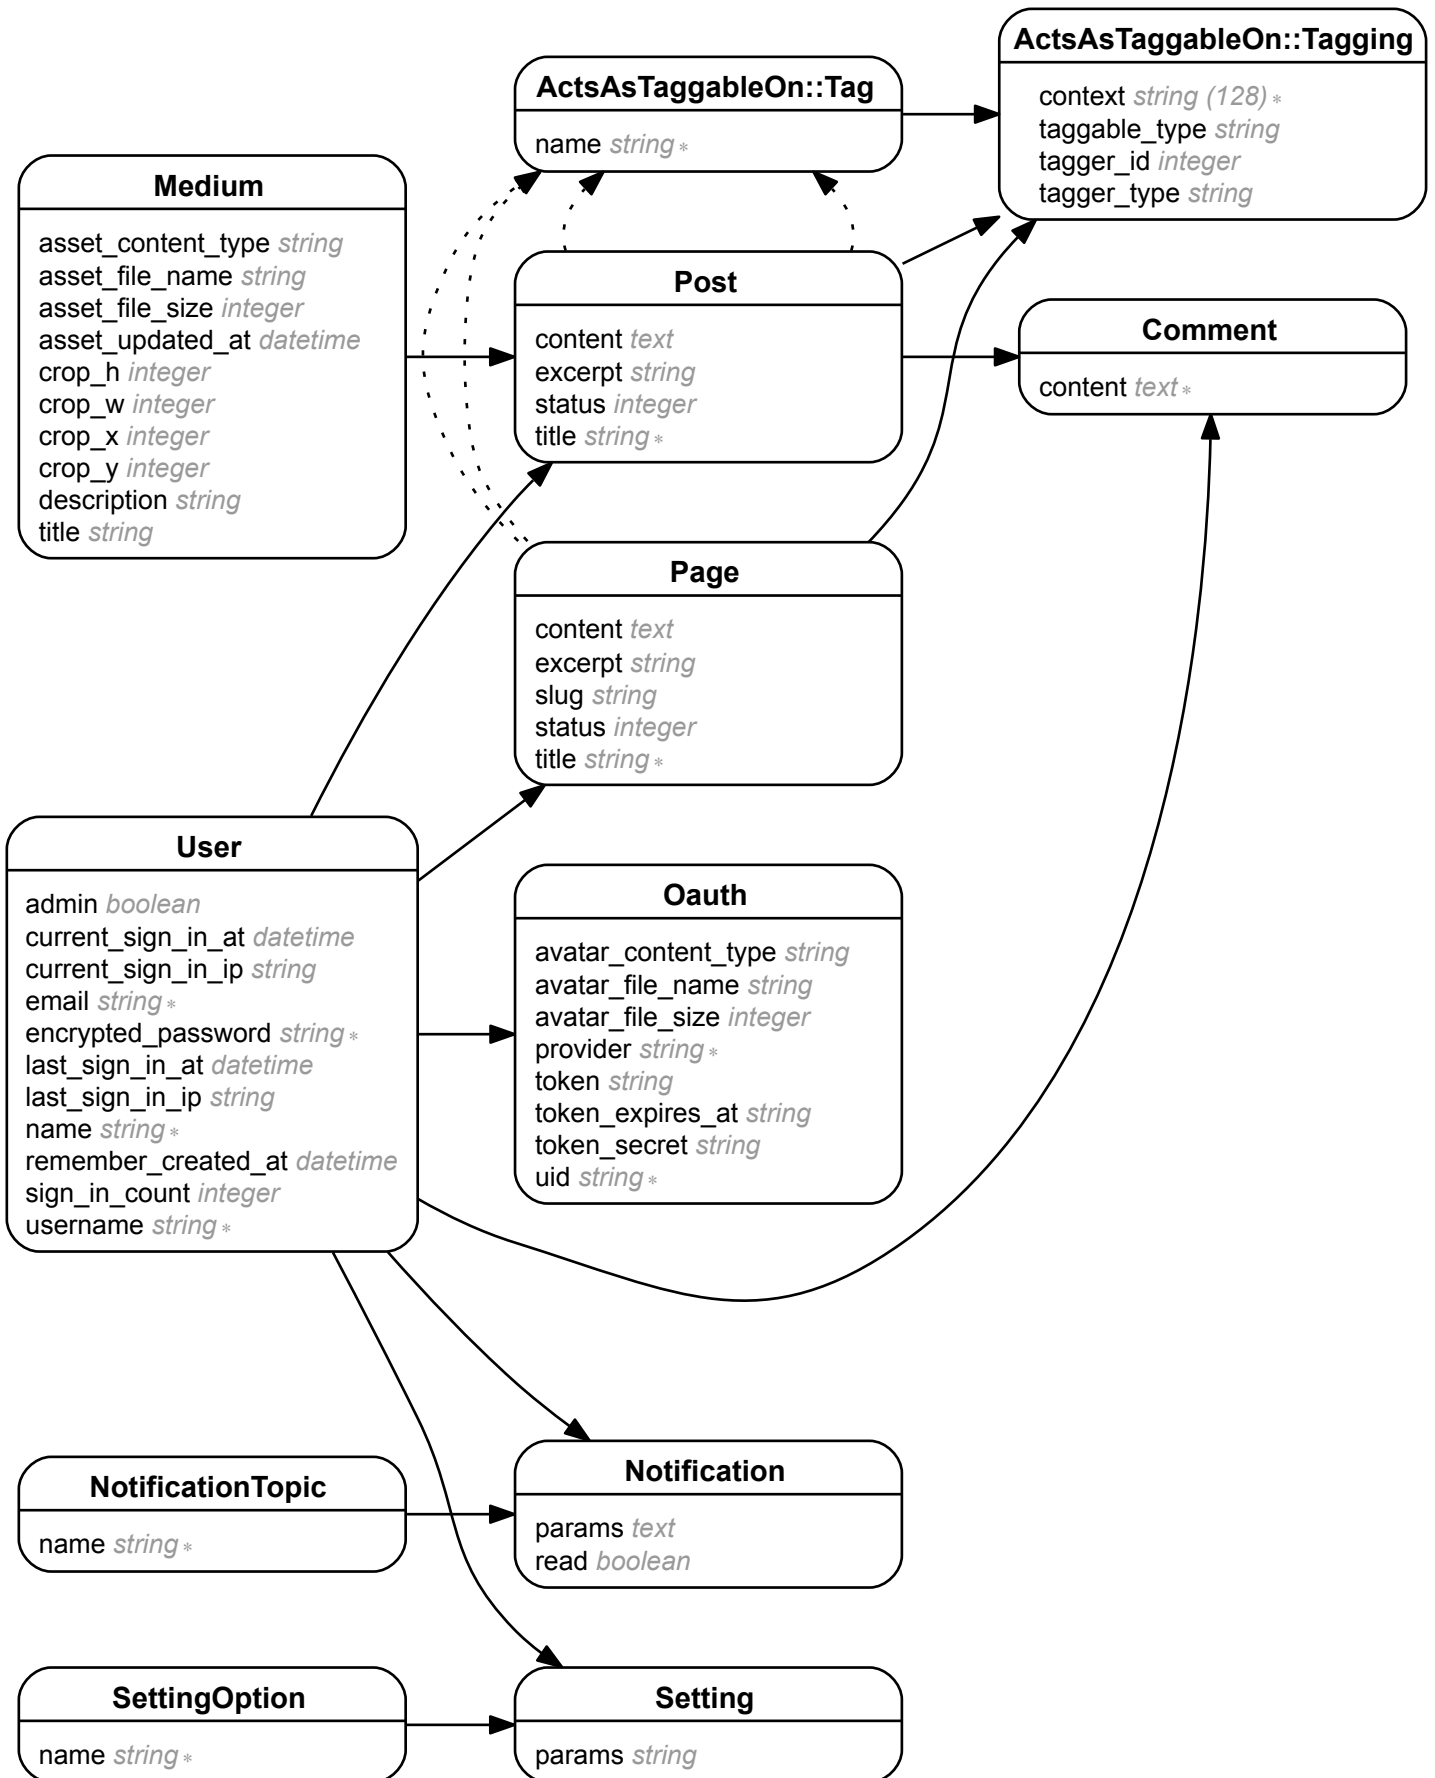 ActsAsTaggableOn::Tagging
context string (128) *
taggable_type string
tagger_id integer
tagger_type string
ActsAsTaggableOn::Tag
name string *
Medium
asset_content_type string
asset_file_name string
asset_file_size integer
asset_updated_at datetime
crop_h integer
crop_w integer
crop_x integer
crop_y integer
description string
title string
Post
content text
excerpt string
status integer
title string *
Comment
content text *
Page
content text
excerpt string
slug string
status integer
title string *
User
admin boolean
current_sign_in_at datetime
current_sign_in_ip string
email string *
encrypted_password string *
last_sign_in_at datetime
last_sign_in_ip string
name string *
remember_created_at datetime
sign_in_count integer
username string *
Oauth
avatar_content_type string
avatar_file_name string
avatar_file_size integer
provider string *
token string
token_expires_at string
token_secret string
uid string *
NotificationTopic
name string *
Notification
params text
read boolean
SettingOption
name string *
Setting
params string